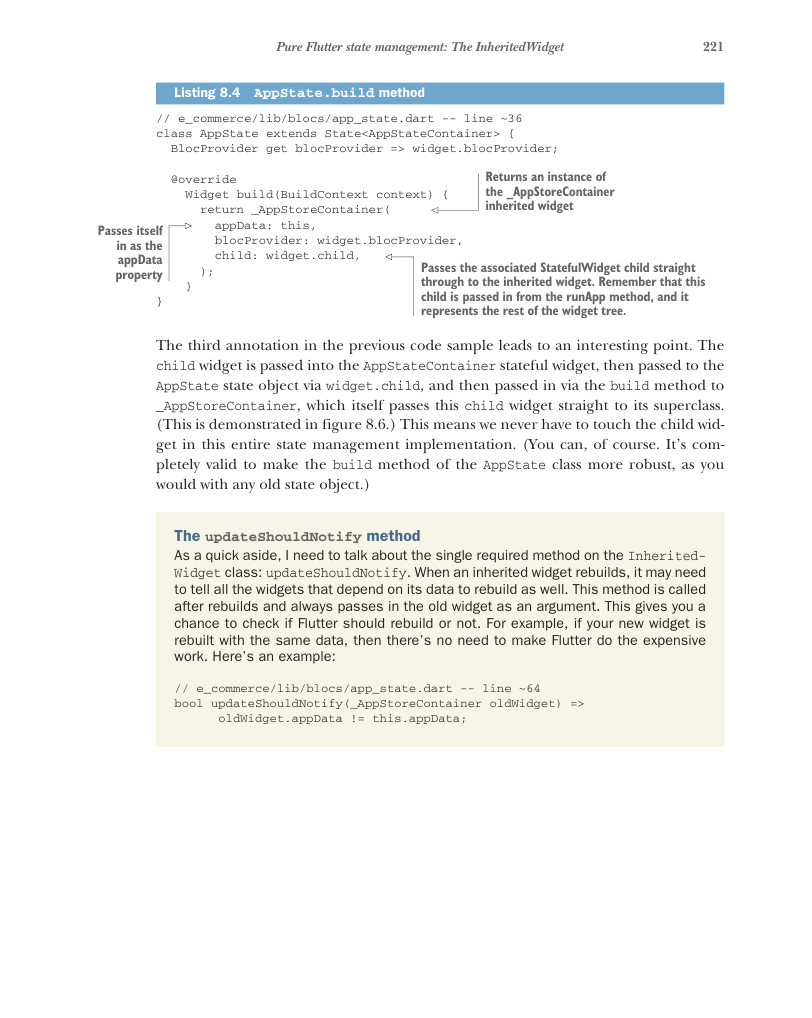 Pure Flutter state management: The InheritedWidget 221
Listing 8.4 AppState.build method
// e_commerce/lib/blocs/app_state.dart -- line ~36
class AppState extends State<AppStateContainer> {
BlocProvider get blocProvider => widget.blocProvider;
@override
Widget build(BuildContext context) {
return _AppStoreContainer(
appData: this,
blocProvider: widget.blocProvider,
child: widget.child,
);
}
}
Returns an instance of
the _AppStoreContainer
inherited widget
Passes itself
in as the
appData
property
Passes the associated StatefulWidget child straight
through to the inherited widget. Remember that this
child is passed in from the runApp method, and it
represents the rest of the widget tree.
The third annotation in the previous code sample leads to an interesting point. The
child widget is passed into the AppStateContainer stateful widget, then passed to the
AppState state object via widget.child, and then passed in via the build method to
_AppStoreContainer, which itself passes this child widget straight to its superclass.
(This is demonstrated in figure 8.6.) This means we never have to touch the child wid-
get in this entire state management implementation. (You can, of course. It's com-
pletely valid to make the build method of the AppState class more robust, as you
would with any old state object.)
The updateShouldNotify method
As a quick aside, I need to talk about the single required method on the Inherited-
Widget class: updateShouldNotify. When an inherited widget rebuilds, it may need
to tell all the widgets that depend on its data to rebuild as well. This method is called
after rebuilds and always passes in the old widget as an argument. This gives you a
chance to check if Flutter should rebuild or not. For example, if your new widget is
rebuilt with the same data, then there's no need to make Flutter do the expensive
work. Here's an example:
// e_commerce/lib/blocs/app_state.dart -- line ~64
bool updateShouldNotify(_AppStoreContainer oldWidget) =>
oldWidget.appData != this.appData;